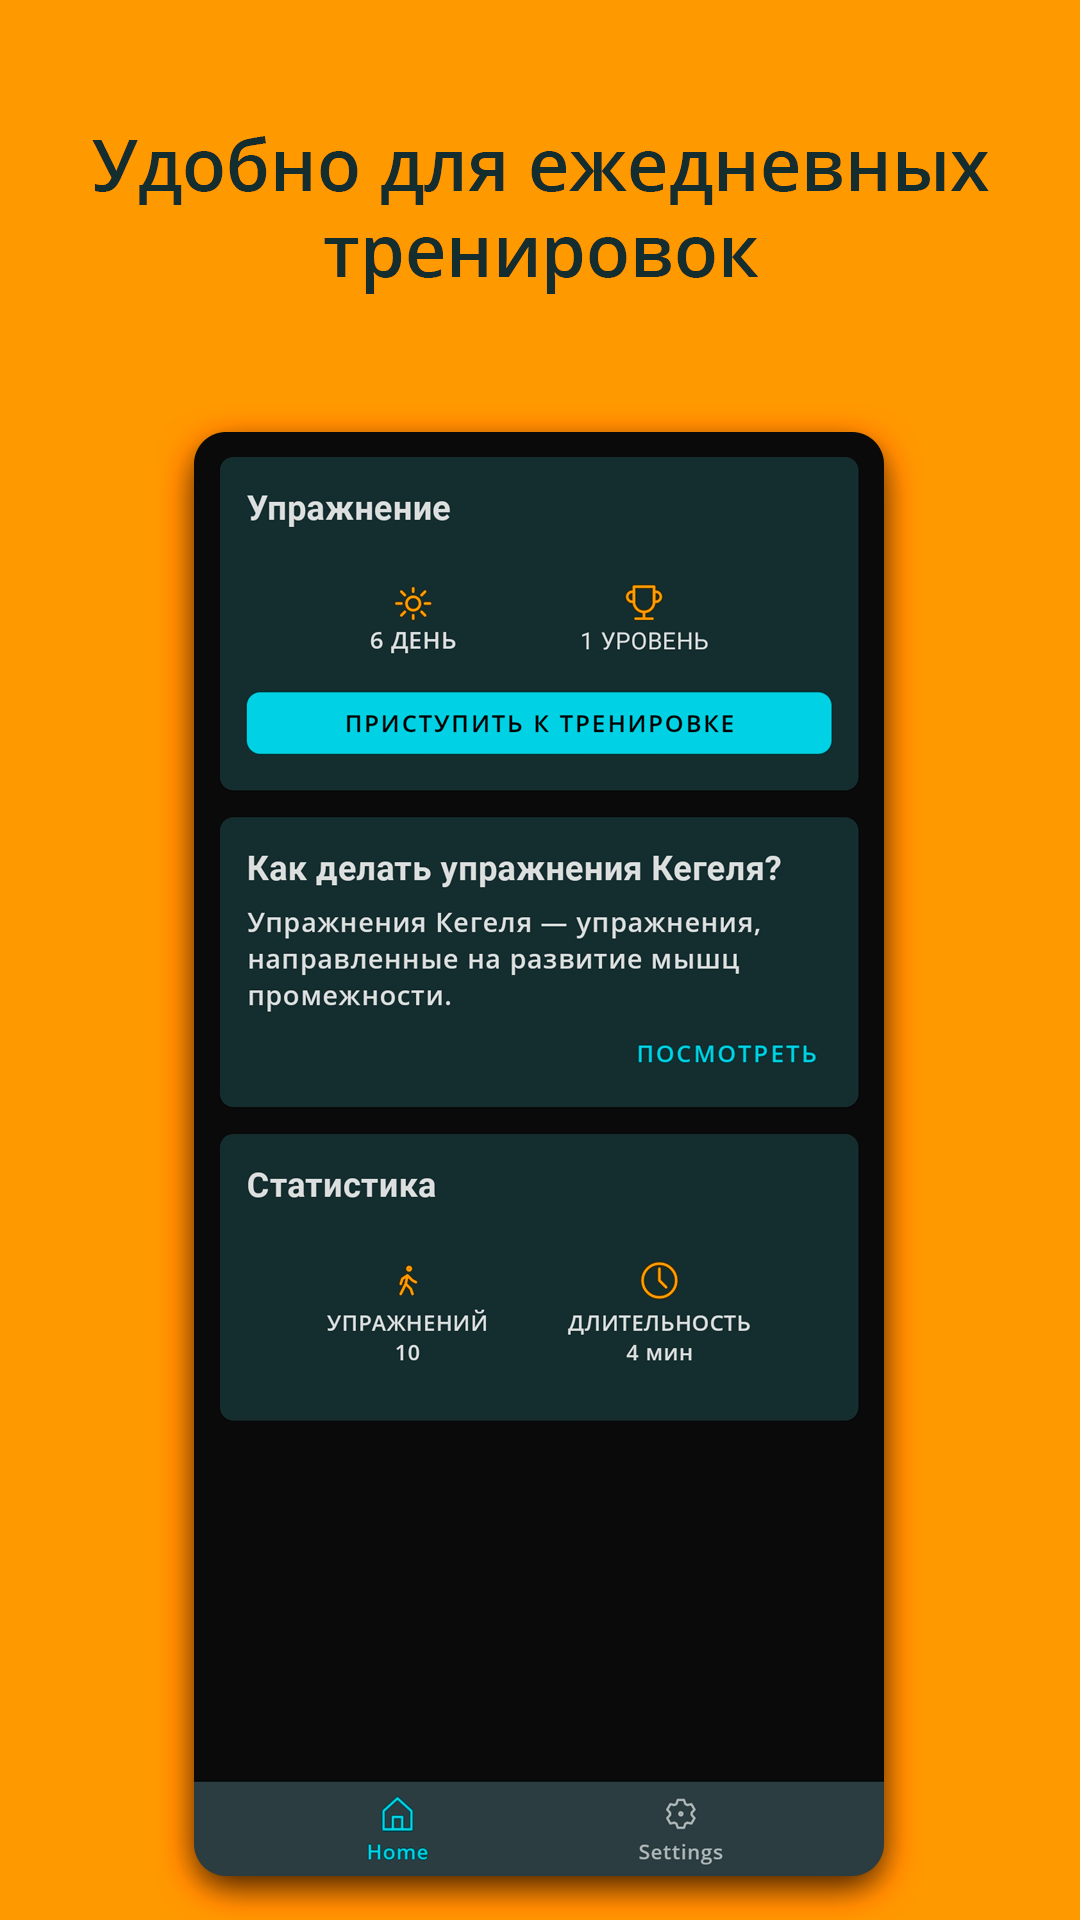 Удобно для ежедневных
тренировок
Упражнение
6 ДЕНЬ
1 УРОВЕНЬ
ПРИСТУПИТЬ К ТРЕНИРОВКЕ
Как делать упражнения Кегеля?
Упражнения Кегеля — упражнения,
направленные на развитие мышц
промежности.
ПОСМОТРЕТЬ
Статистика
УПРАЖНЕНИЙ
10
ДЛИТЕЛЬНОСТЬ
4 мин
Home
Settings